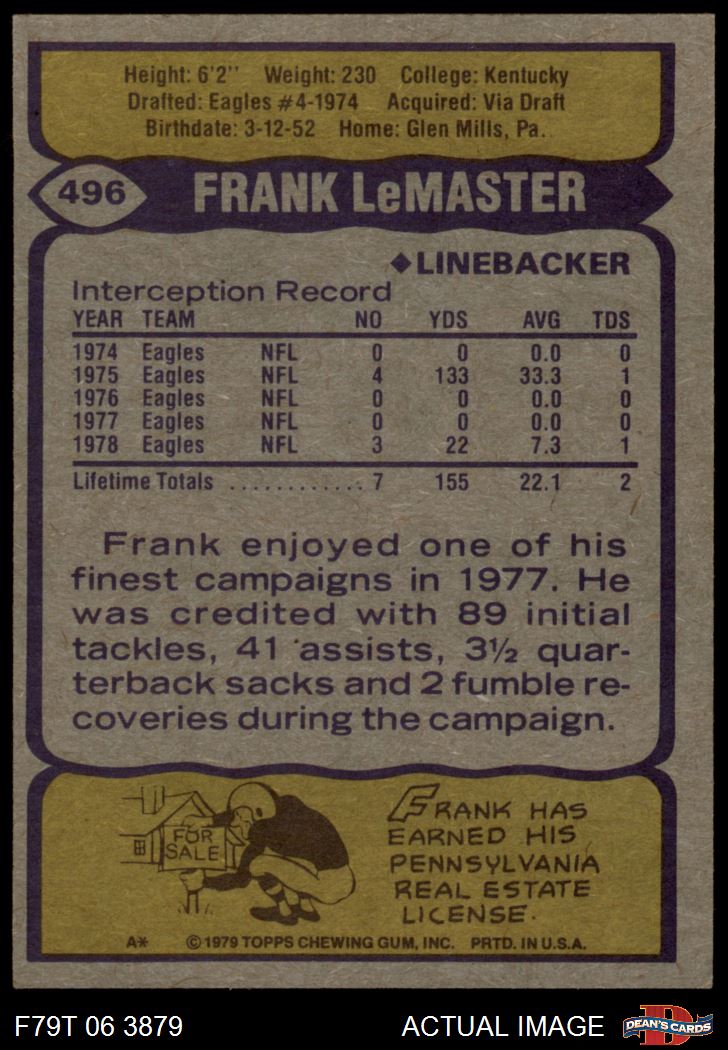 Height: 6'2'' Weight: 230 College: Kentucky
Drafted: Eagles #4-1974 Acquired: Via Draft
Birthdate: 3-12-52 Home: Glen Mills, Pa.
496 FRANK LeMASTER
◆LINEBACKER
Interception Record
YEAR TEAM NO YDS AVG TDS
1974 Eagles NFL 0 0 0.0 0
1975 Eagles NFL 4 133 33.3 1
1976 Eagles NFL 0 0 0.0 0
1977 Eagles NFL 0 0 0.0 0
1978 Eagles NFL 3 22 7.3 1
Lifetime Totals ............ 7 155 22.1 2
Frank enjoyed one of his
finest campaigns in 1977. He
was credited with 89 initial
tackles, 41 assists, 3½ quar-
terback sacks and 2 fumble re-
coveries during the campaign.
FOR
SALE
FRANK HAS
EARNED HIS
PENNSYLVANIA
REAL ESTATE
LICENSE.
A* © 1979 TOPPS CHEWING GUM, INC. PRTD. IN U.S.A.
F79T 06 3879 ACTUAL IMAGE D DEAN'S CARDS